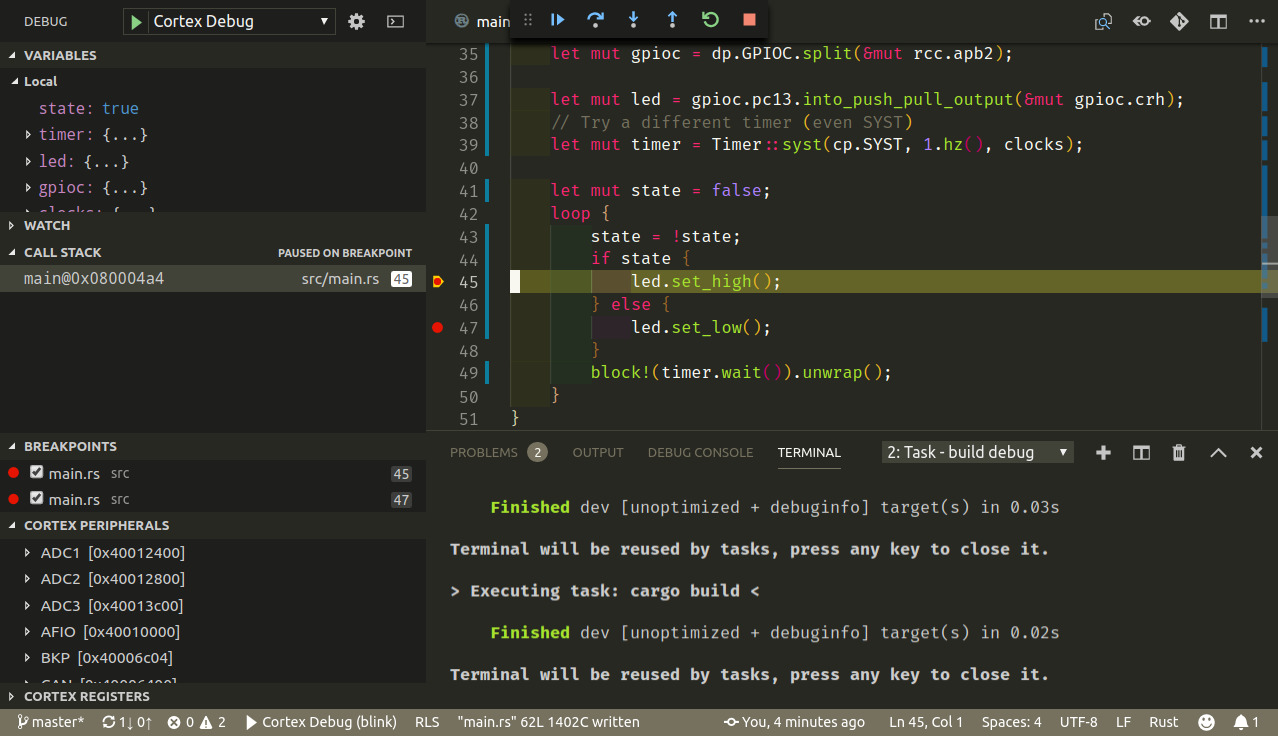 DEBUG
Cortex Debug
main
VARIABLES
Local
state: true
timer: {...}
led: {...}
gpioc: {...}
clocks: {...}
WATCH
CALL STACK
PAUSED ON BREAKPOINT
main@0x080004a4
src/main.rs 45
BREAKPOINTS
main.rs src 45
main.rs src 47
CORTEX PERIPHERALS
ADC1 [0x40012400]
ADC2 [0x40012800]
ADC3 [0x40013c00]
AFIO [0x40010000]
BKP [0x40006c04]
CAN [0x40006400]
CORTEX REGISTERS
35 let mut gpioc = dp.GPIOC.split(&mut rcc.apb2);
36
37 let mut led = gpioc.pc13.into_push_pull_output(&mut gpioc.crh);
38 // Try a different timer (even SYST)
39 let mut timer = Timer::syst(cp.SYST, 1.hz(), clocks);
40
41 let mut state = false;
42 loop {
43 state = !state;
44 if state {
45 led.set_high();
46 } else {
47 led.set_low();
48 }
49 block!(timer.wait()).unwrap();
50 }
51 }
PROBLEMS 2 OUTPUT DEBUG CONSOLE TERMINAL
2: Task - build debug
Finished dev [unoptimized + debuginfo] target(s) in 0.03s
Terminal will be reused by tasks, press any key to close it.
> Executing task: cargo build <
Finished dev [unoptimized + debuginfo] target(s) in 0.02s
Terminal will be reused by tasks, press any key to close it.
master* 1↓ 0↑ 0 2 Cortex Debug (blink) RLS "main.rs" 62L 1402C written You, 4 minutes ago Ln 45, Col 1 Spaces: 4 UTF-8 LF Rust 1